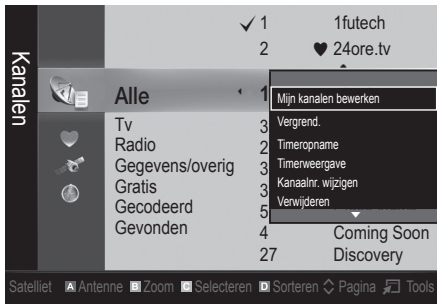 Kanalen
1 1futech
2 24ore.tv
Alle 1
Tv 3
Radio 2
Gegevens/overig 3
Gratis 3
Gecodeerd 5
Gevonden 4 Coming Soon
27 Discovery
Mijn kanalen bewerken
Vergrend.
Timeropname
Timerweergave
Kanaalnr. wijzigen
Verwijderen
Satelliet A Antenne B Zoom C Selecteren D Sorteren Pagina Tools